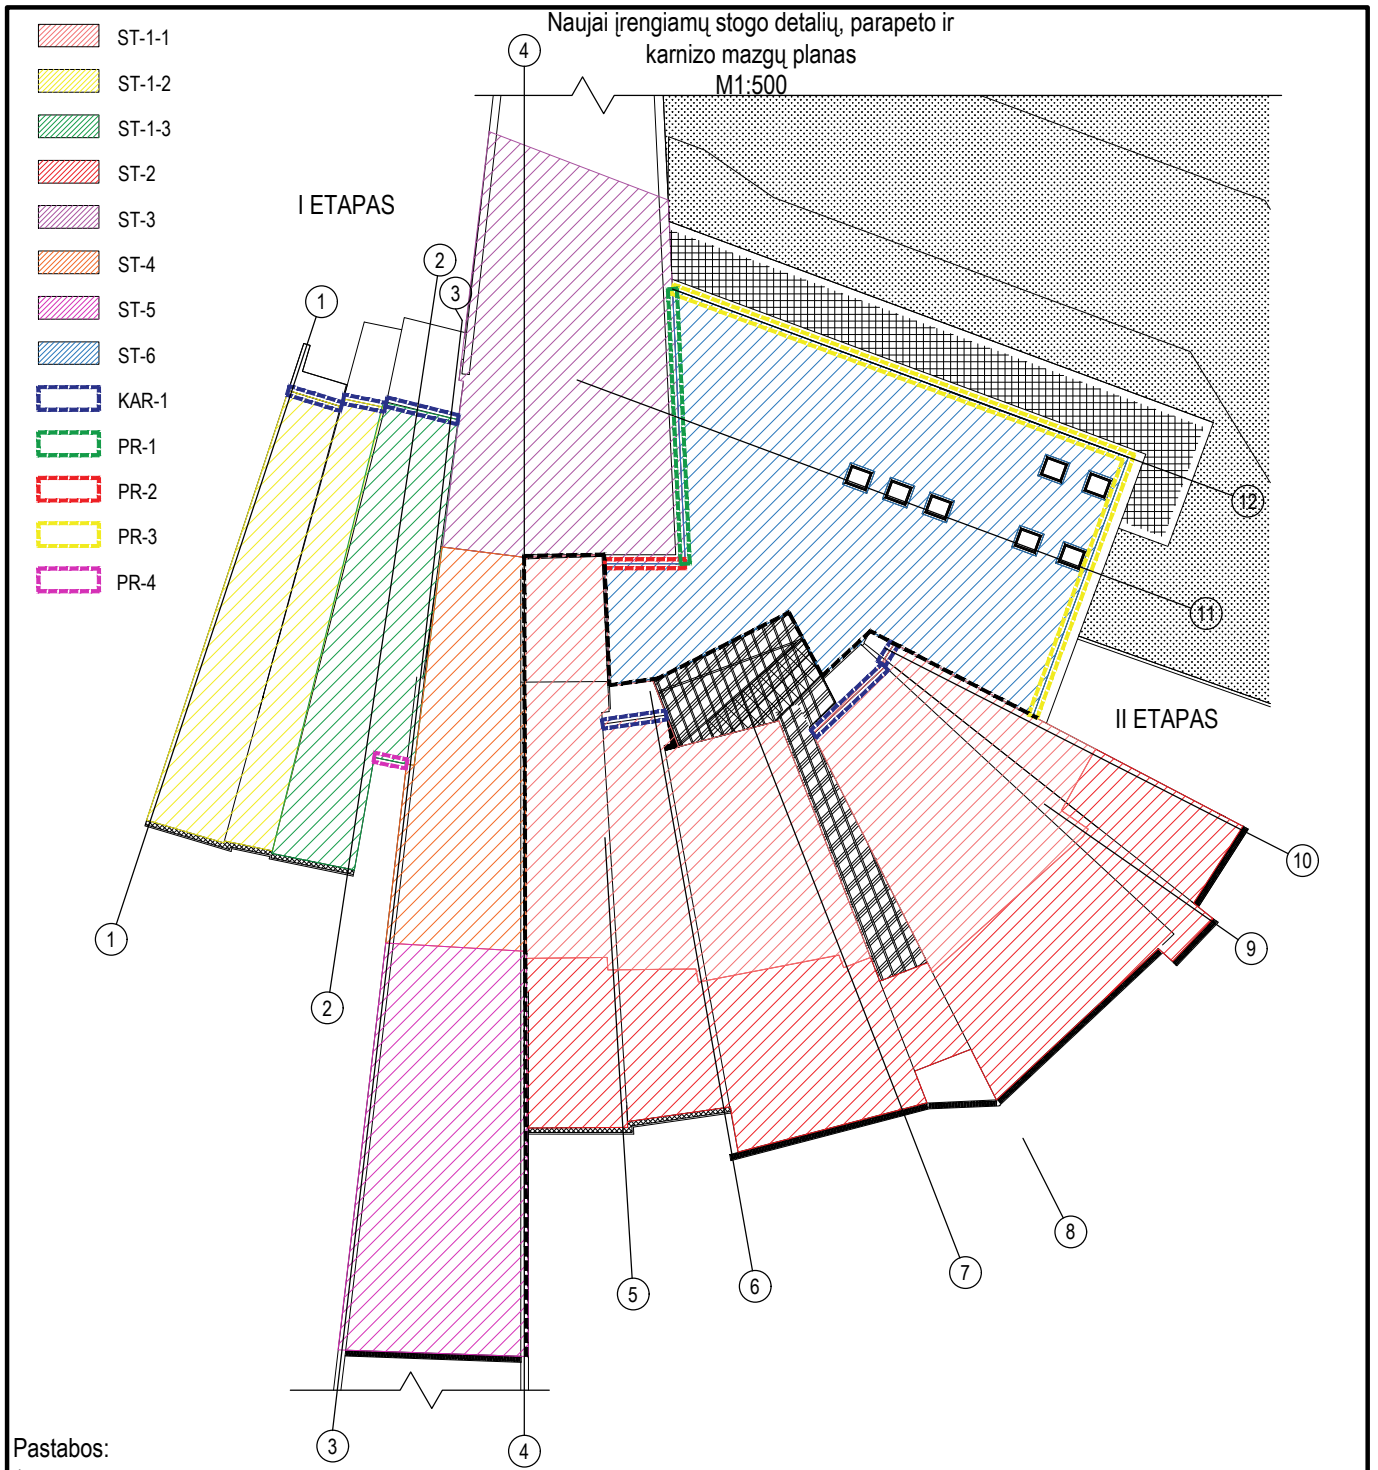 Naujai įrengiamų stogo detalių, parapeto ir
karnizo mazgų planas
M1:500
ST-1-1
ST-1-2
ST-1-3
ST-2
ST-3
ST-4
ST-5
ST-6
KAR-1
PR-1
PR-2
PR-3
PR-4
I ETAPAS
II ETAPAS
4
2
3
1
12
11
10
9
1
2
8
7
6
5
3
4
Pastabos: